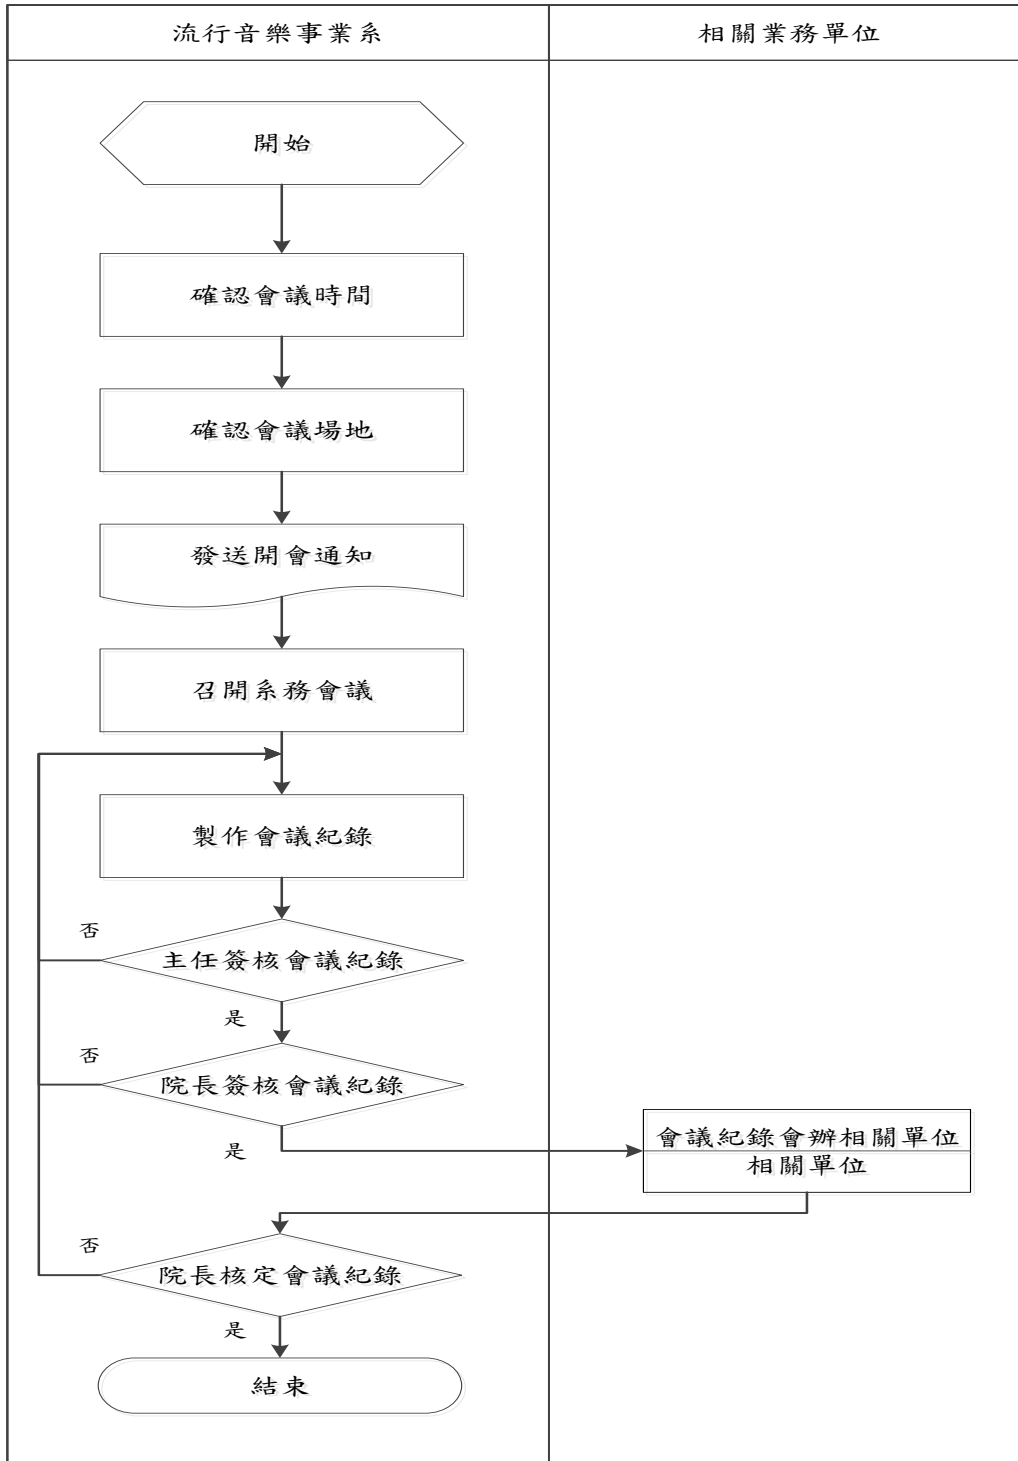 流行音樂事業系
相關業務單位
開始
確認會議時間
確認會議場地
發送開會通知
召開系務會議
製作會議紀錄
否
主任簽核會議紀錄
是
否
院長簽核會議紀錄
是
會議紀錄會辦相關單位
相關單位
否
院長核定會議紀錄
是
結束